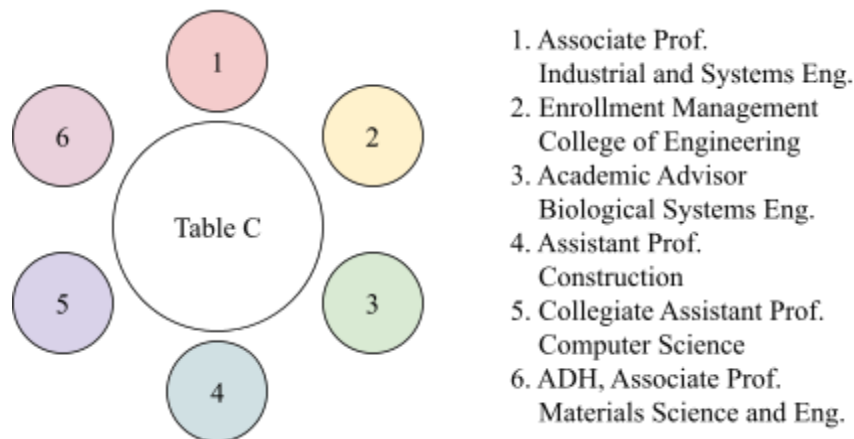 1
2
3
4
5
6
Table C
1. Associate Prof.
Industrial and Systems Eng.
2. Enrollment Management
College of Engineering
3. Academic Advisor
Biological Systems Eng.
4. Assistant Prof.
Construction
5. Collegiate Assistant Prof.
Computer Science
6. ADH, Associate Prof.
Materials Science and Eng.